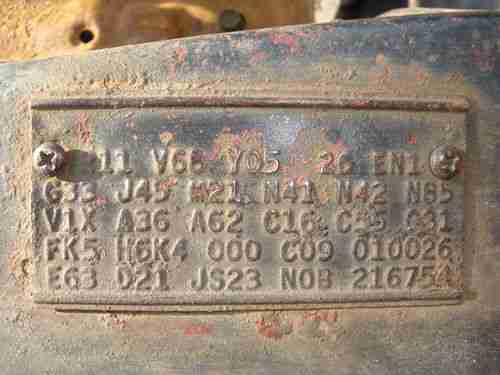 11 V68 Y05 26 EN1
G33 J45 M21 N41 N42 N85
V1X A36 A62 C16 C55 C31
FK5 H6K4 000 C09 010026
E63 D21 JS23 N0B 216754